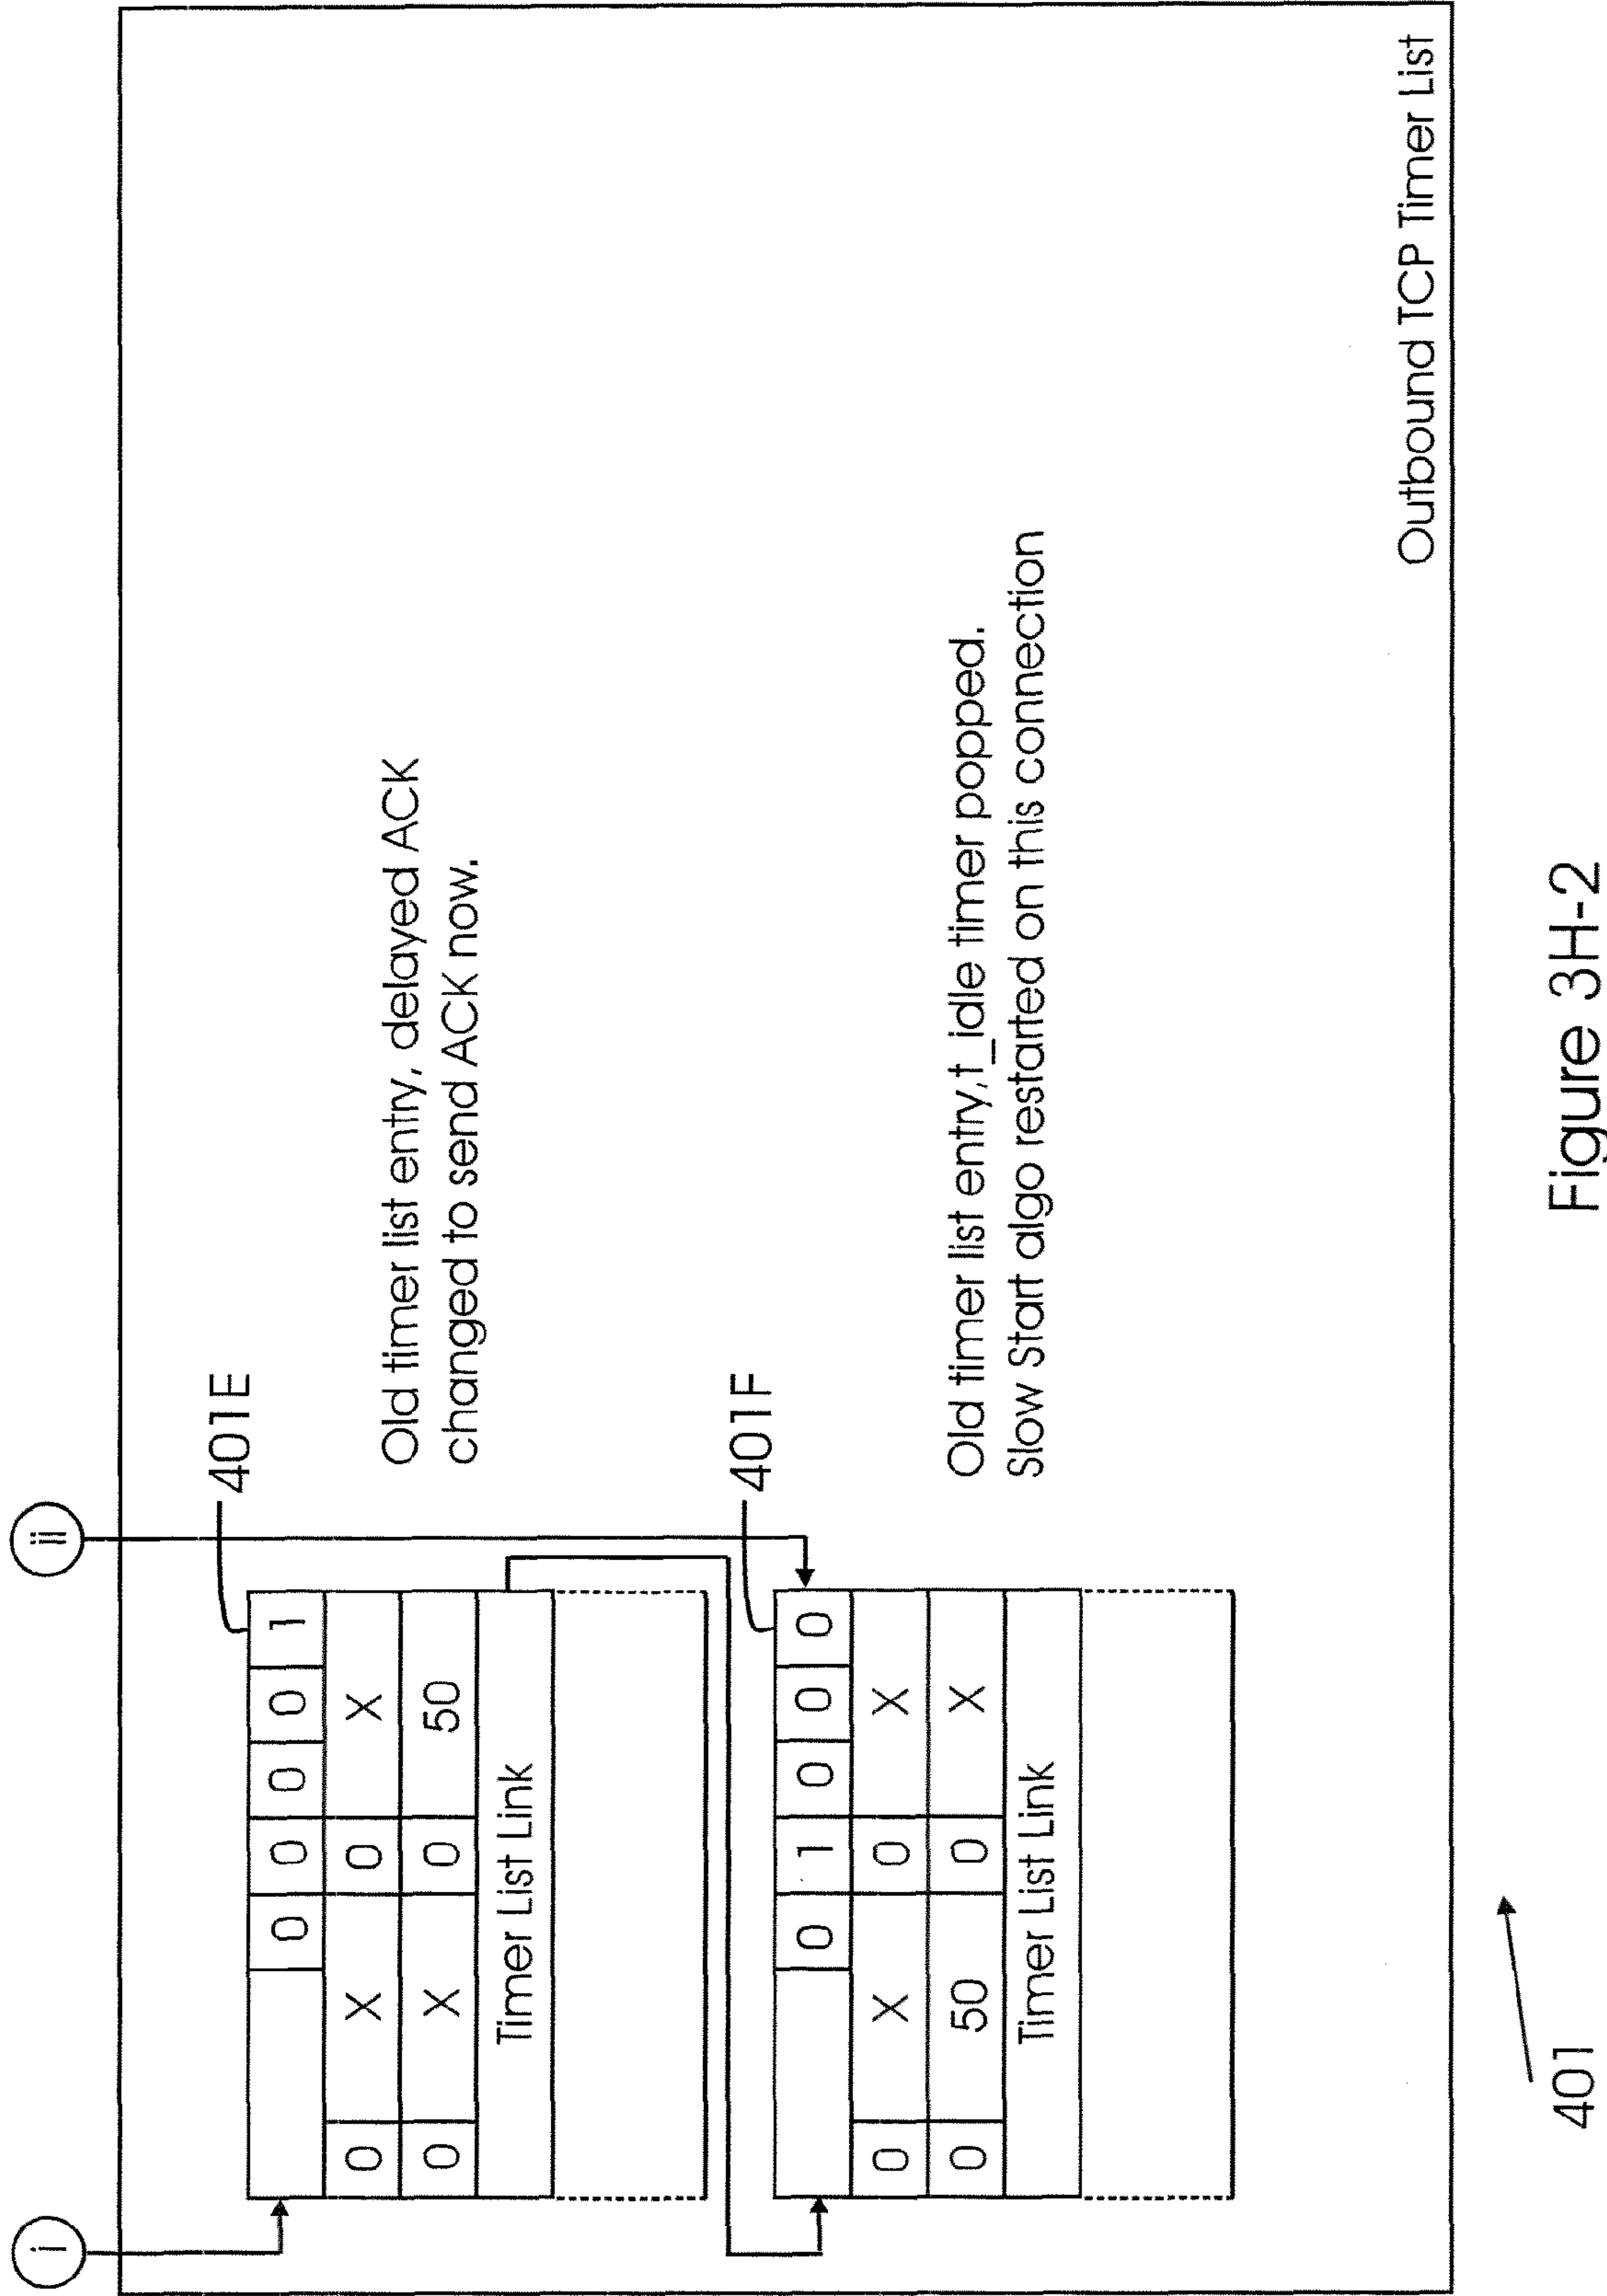 i
ii
401E
0 0 0 0 1
0 X 0 X
0 X 0 50
Timer List Link
Old timer list entry, delayed ACK
changed to send ACK now.
401F
0 1 0 0 0
0 X 0 X
0 50 0 X
Timer List Link
Old timer list entry,t_idle timer popped.
Slow Start algo restarted on this connection
Outbound TCP Timer List
401
Figure 3H-2